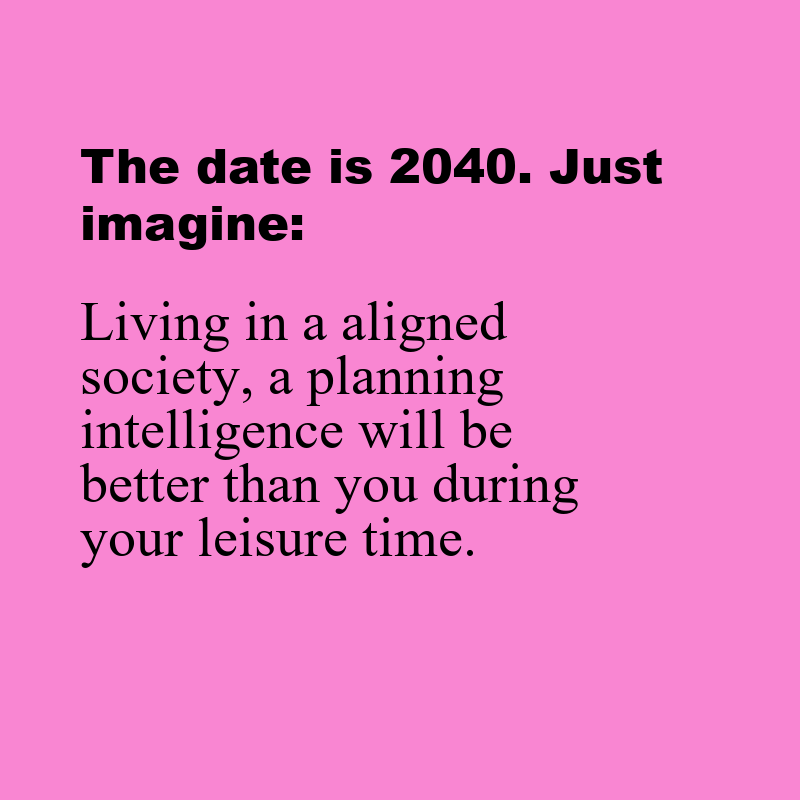 The date is 2040. Just
imagine:
Living in a aligned
society, a planning
intelligence will be
better than you during
your leisure time.